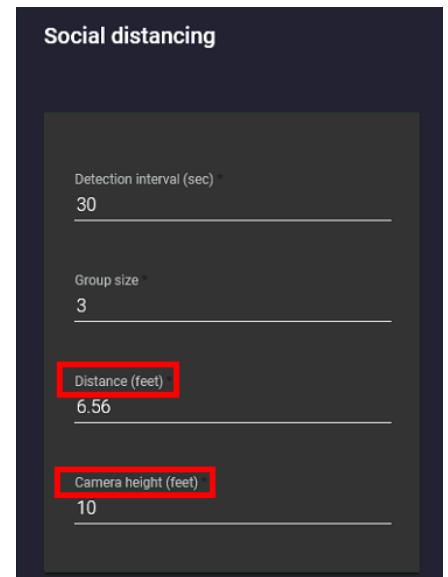 Social distancing
Detection interval (sec) *
30
Group size *
3
Distance (feet) *
6.56
Camera height (feet) *
10